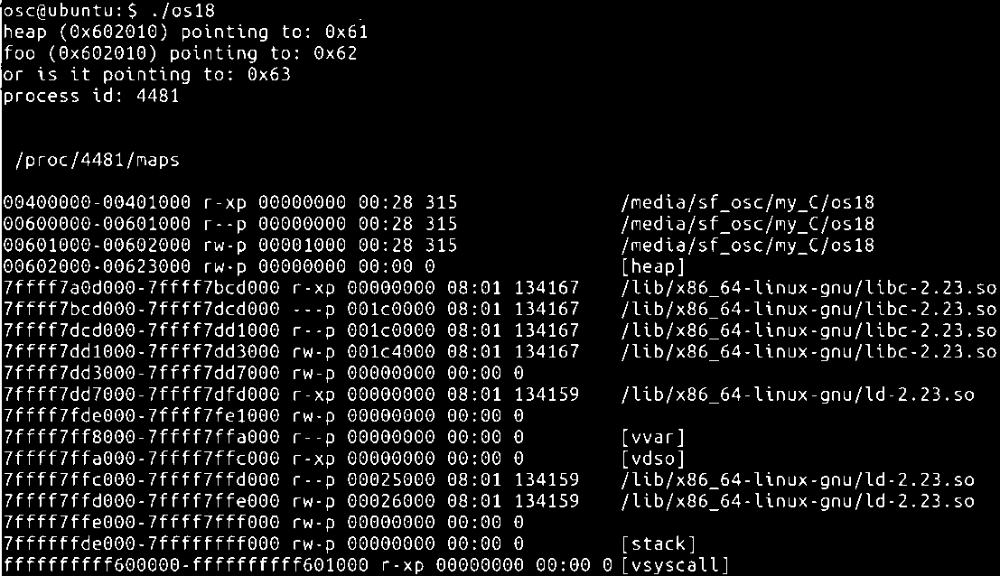 osc@ubuntu:$ ./os18
heap (0x602010) pointing to: 0x61
foo (0x602010) pointing to: 0x62
or is it pointing to: 0x63
process id: 4481
/proc/4481/maps
00400000-00401000 r-xp 00000000 00:28 315 /media/sf_osc/my_C/os18
00600000-00601000 r--p 00000000 00:28 315 /media/sf_osc/my_C/os18
00601000-00602000 rw-p 00001000 00:28 315 /media/sf_osc/my_C/os18
00602000-00623000 rw-p 00000000 00:00 0 [heap]
7ffff7a0d000-7ffff7bcd000 r-xp 00000000 08:01 134167 /lib/x86_64-linux-gnu/libc-2.23.so
7ffff7bcd000-7ffff7dcd000 ---p 001c0000 08:01 134167 /lib/x86_64-linux-gnu/libc-2.23.so
7ffff7dcd000-7ffff7dd1000 r--p 001c0000 08:01 134167 /lib/x86_64-linux-gnu/libc-2.23.so
7ffff7dd1000-7ffff7dd3000 rw-p 001c4000 08:01 134167 /lib/x86_64-linux-gnu/libc-2.23.so
7ffff7dd3000-7ffff7dd7000 rw-p 00000000 00:00 0
7ffff7dd7000-7ffff7dfd000 r-xp 00000000 08:01 134159 /lib/x86_64-linux-gnu/ld-2.23.so
7ffff7fde000-7ffff7fe1000 rw-p 00000000 00:00 0
7ffff7ff8000-7ffff7ffa000 r--p 00000000 00:00 0 [vvar]
7ffff7ffa000-7ffff7ffc000 r-xp 00000000 00:00 0 [vdso]
7ffff7ffc000-7ffff7ffd000 r--p 00025000 08:01 134159 /lib/x86_64-linux-gnu/ld-2.23.so
7ffff7ffd000-7ffff7ffe000 rw-p 00026000 08:01 134159 /lib/x86_64-linux-gnu/ld-2.23.so
7ffff7ffe000-7ffff7fff000 rw-p 00000000 00:00 0
7ffffffde000-7ffffffff000 rw-p 00000000 00:00 0 [stack]
ffffffffff600000-ffffffffff601000 r-xp 00000000 00:00 0 [vsyscall]